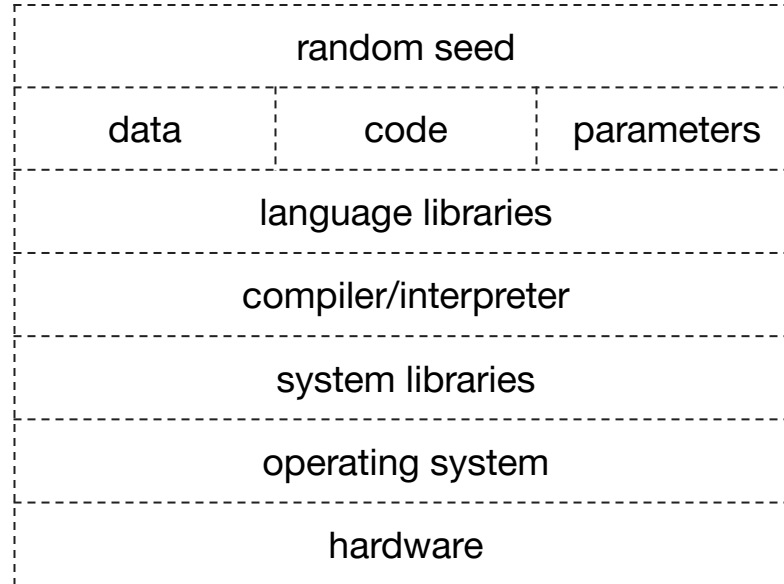 random seed
data code parameters
language libraries
compiler/interpreter
system libraries
operating system
hardware